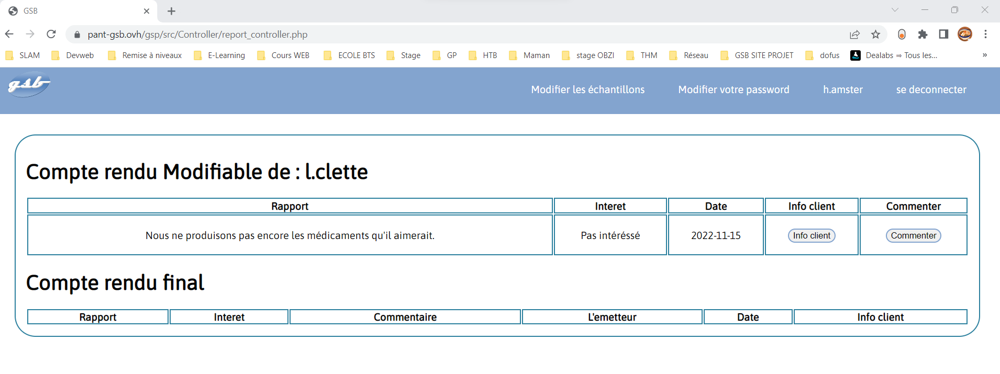 GSB
pant-gsb.ovh/gsp/src/Controller/report_controller.php
SLAM Devweb Remise à niveaux E-Learning Cours WEB ECOLE BTS Stage GP HTB Maman stage OBZI THM Réseau GSB SITE PROJET dofus Dealabs ⇒ Tous les... »
gsb Modifier les échantillons Modifier votre password h.amster se deconnecter
Compte rendu Modifiable de : l.clette
Rapport Interet Date Info client Commenter
Nous ne produisons pas encore les médicaments qu'il aimerait. Pas intéréssé 2022-11-15 Info client Commenter
Compte rendu final
Rapport Interet Commentaire L'emetteur Date Info client